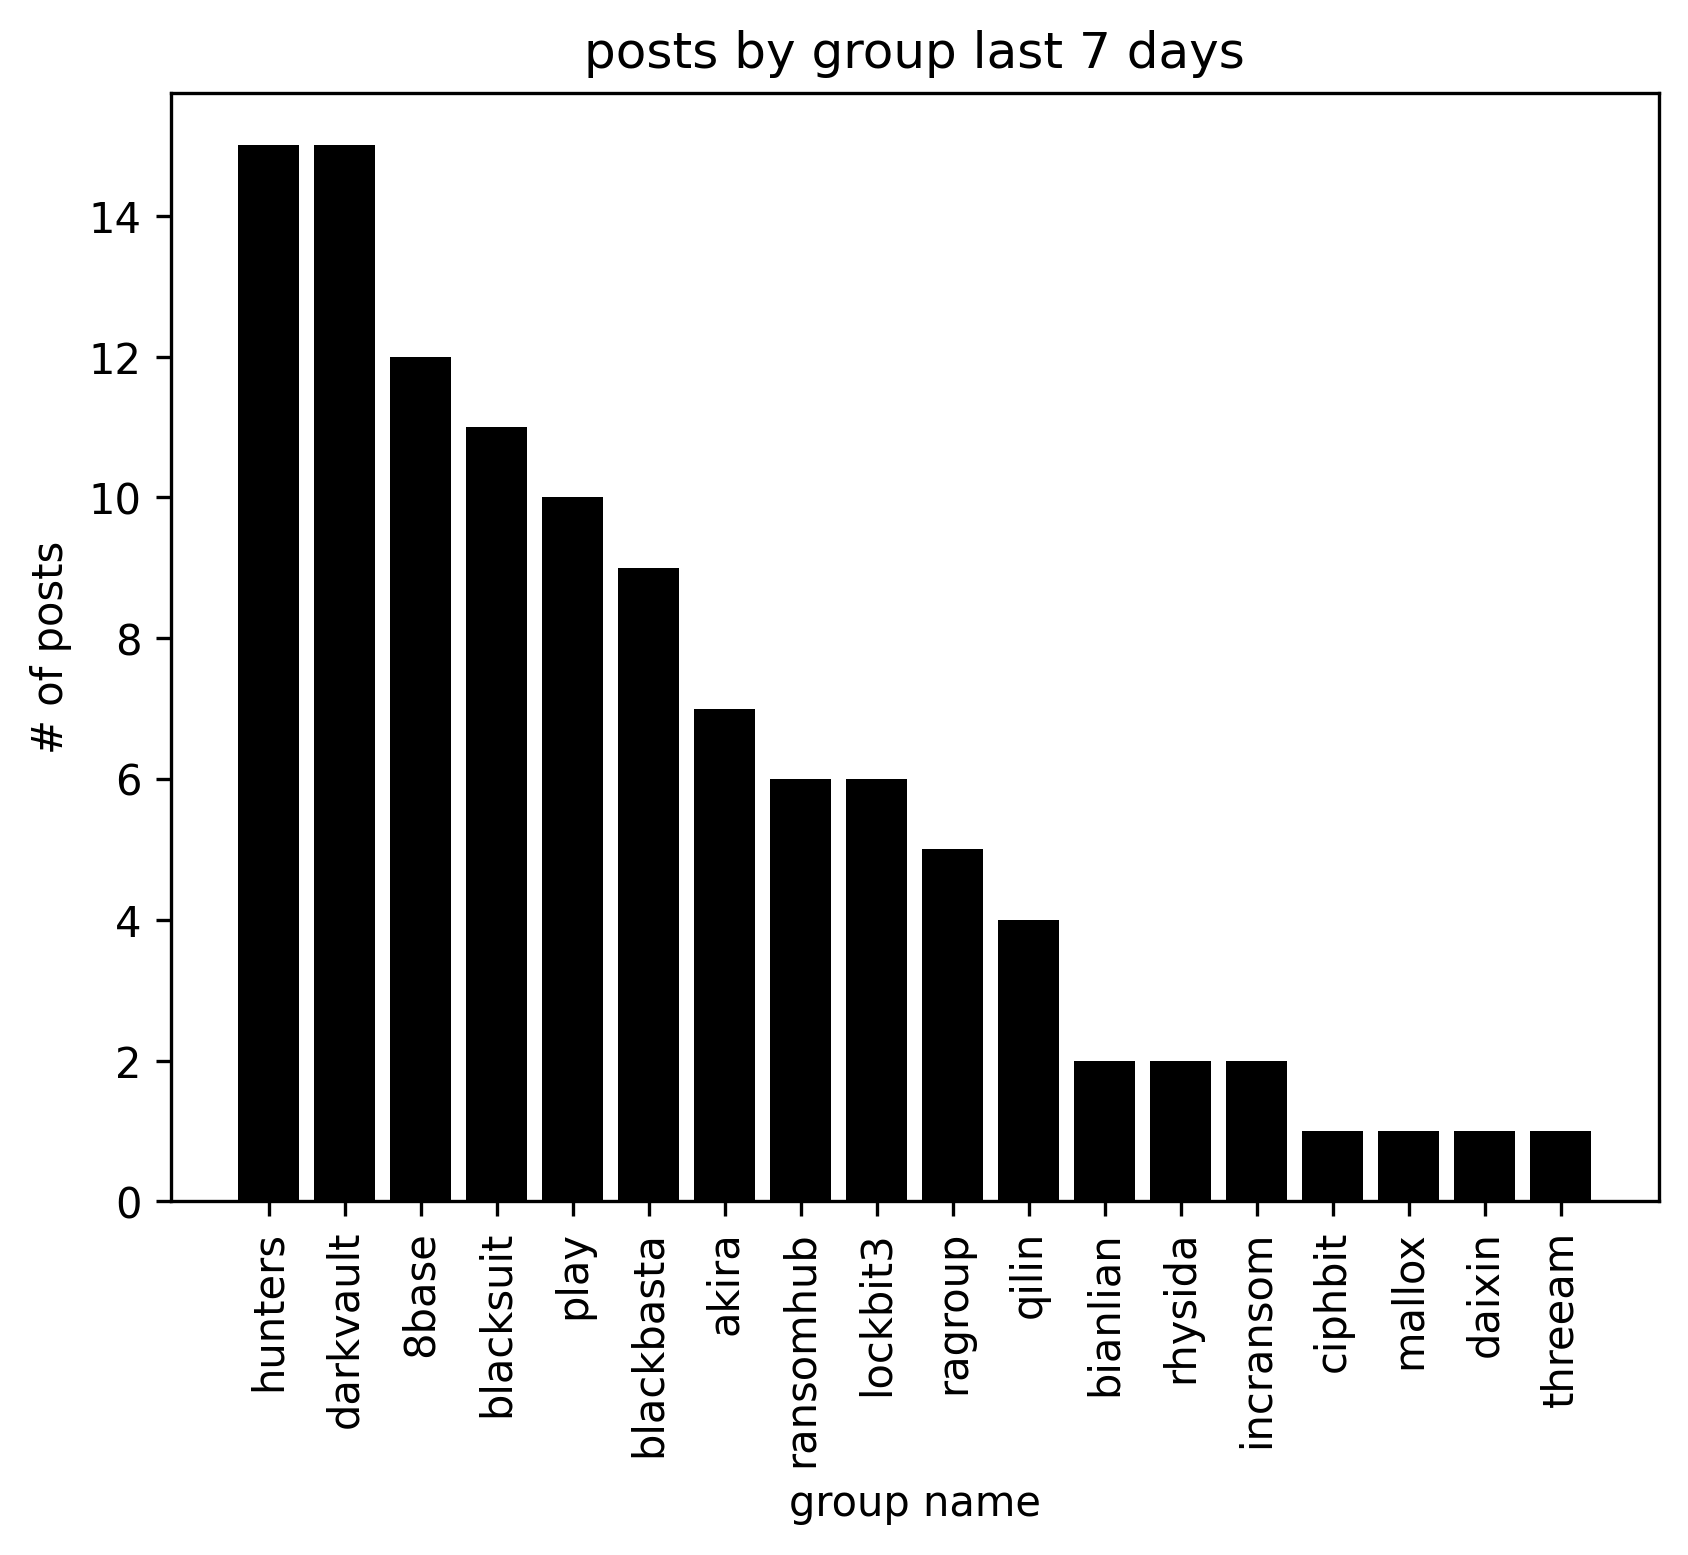 posts by group last 7 days
# of posts
14
12
10
8
6
4
2
0
hunters
darkvault
8base
blacksuit
play
blackbasta
akira
ransomhub
lockbit3
ragroup
qilin
bianlian
rhysida
incransom
ciphbit
mallox
daixin
threeam
group name